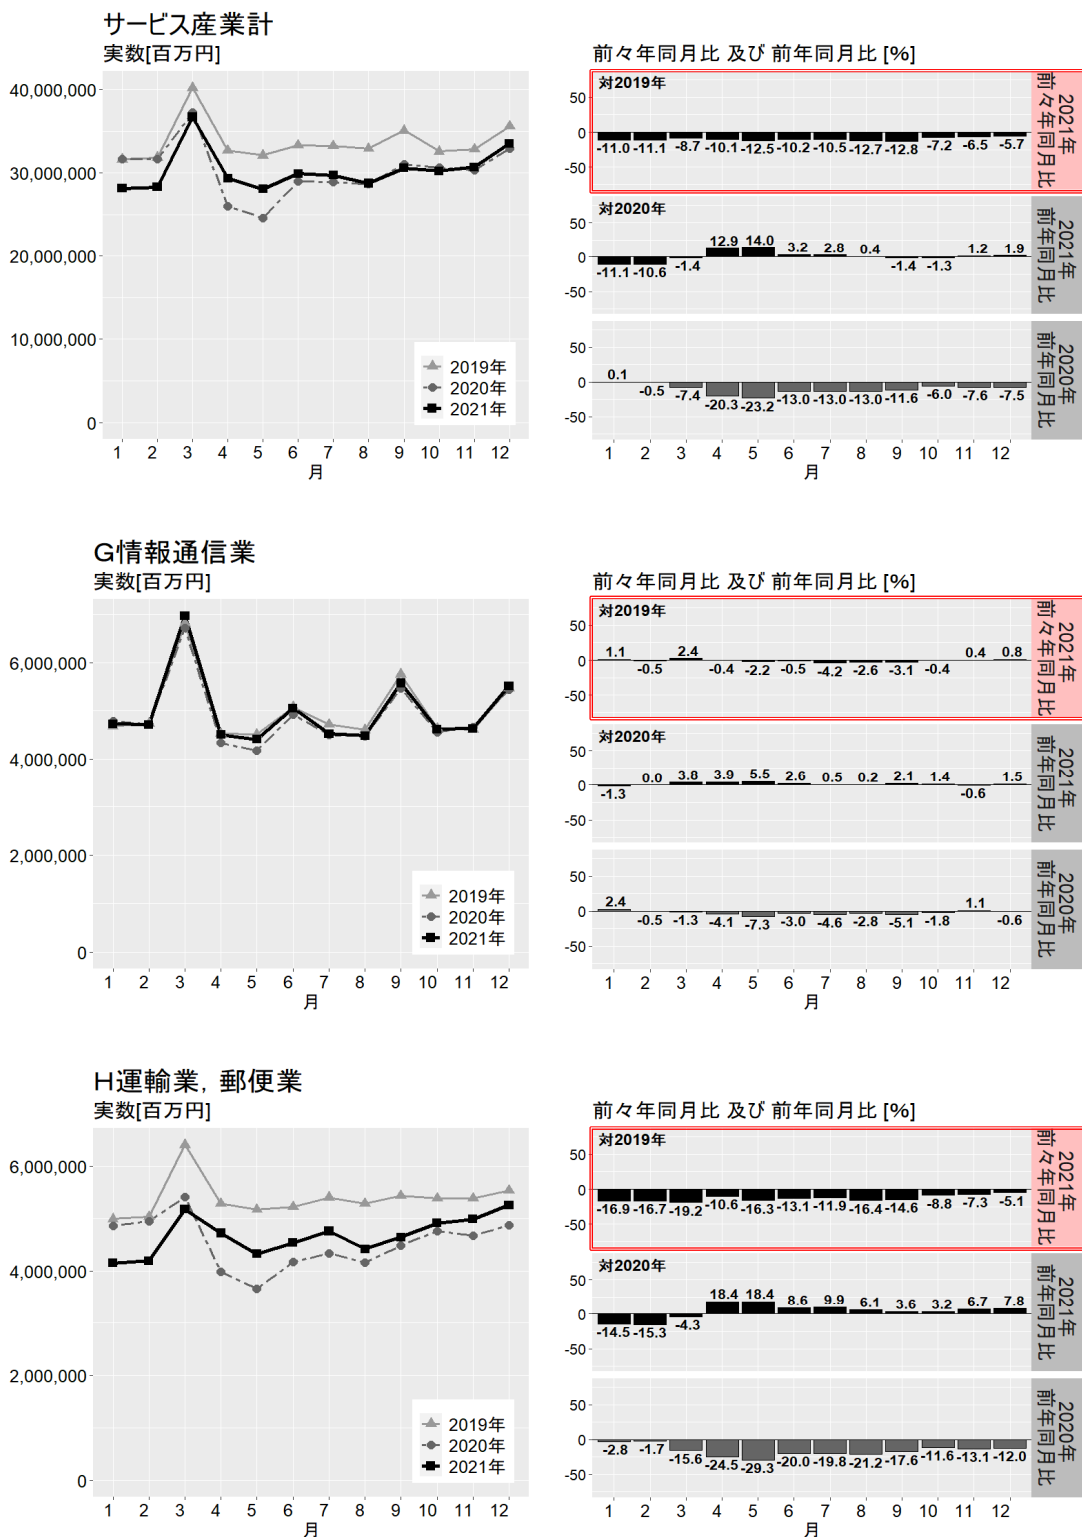 サービス産業計
実数[百万円]
40,000,000
30,000,000
20,000,000
10,000,000
0
2019年
2020年
2021年
1 2 3 4 5 6 7 8 9 10 11 12
月
前々年同月比 及び 前年同月比 [%]
対2019年
50
0
-50
-11.0 -11.1 -8.7 -10.1 -12.5 -10.2 -10.5 -12.7 -12.8 -7.2 -6.5 -5.7
2021年
前々年同月比
対2020年
50
0
-50
-11.1 -10.6 -1.4 12.9 14.0 3.2 2.8 0.4 -1.4 -1.3 1.2 1.9
2021年
前年同月比
50
0
-50
0.1 -0.5 -7.4 -20.3 -23.2 -13.0 -13.0 -13.0 -11.6 -6.0 -7.6 -7.5
2020年
前年同月比
1 2 3 4 5 6 7 8 9 10 11 12
月
G情報通信業
実数[百万円]
6,000,000
4,000,000
2,000,000
0
2019年
2020年
2021年
1 2 3 4 5 6 7 8 9 10 11 12
月
前々年同月比 及び 前年同月比 [%]
対2019年
50
0
-50
1.1 -0.5 2.4 -0.4 -2.2 -0.5 -4.2 -2.6 -3.1 -0.4 0.4 0.8
2021年
前々年同月比
対2020年
50
0
-50
-1.3 0.0 3.8 3.9 5.5 2.6 0.5 0.2 2.1 1.4 -0.6 1.5
2021年
前年同月比
50
0
-50
2.4 -0.5 -1.3 -4.1 -7.3 -3.0 -4.6 -2.8 -5.1 -1.8 1.1 -0.6
2020年
前年同月比
1 2 3 4 5 6 7 8 9 10 11 12
月
H運輸業，郵便業
実数[百万円]
6,000,000
4,000,000
2,000,000
0
2019年
2020年
2021年
1 2 3 4 5 6 7 8 9 10 11 12
月
前々年同月比 及び 前年同月比 [%]
対2019年
50
0
-50
-16.9 -16.7 -19.2 -10.6 -16.3 -13.1 -11.9 -16.4 -14.6 -8.8 -7.3 -5.1
2021年
前々年同月比
対2020年
50
0
-50
-14.5 -15.3 -4.3 18.4 18.4 8.6 9.9 6.1 3.6 3.2 6.7 7.8
2021年
前年同月比
50
0
-50
-2.8 -1.7 -15.6 -24.5 -29.3 -20.0 -19.8 -21.2 -17.6 -11.6 -13.1 -12.0
2020年
前年同月比
1 2 3 4 5 6 7 8 9 10 11 12
月